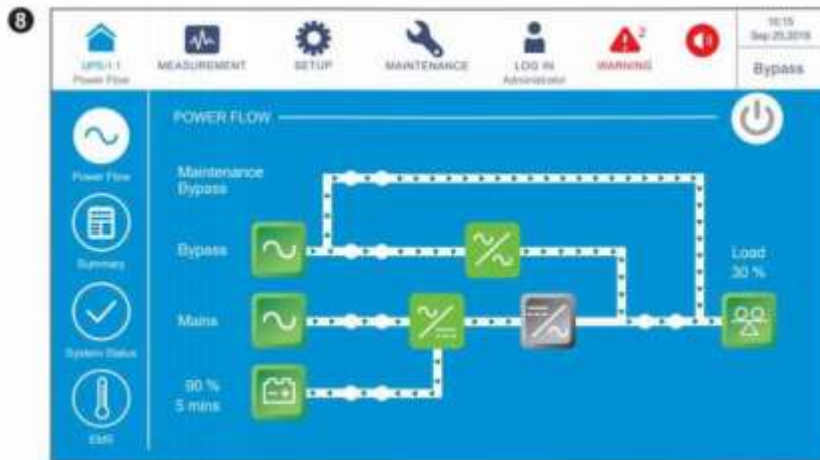 8
UPS-1.1
Power Flow
MEASUREMENT
SETUP
MAINTENANCE
LOG IN
Administrator
WARNING
2
10:15
Sep 25,2019
Bypass
Power Flow
Summary
System Status
EMS
POWER FLOW
Maintenance
Bypass
Bypass
Mains
90 %
5 mins
Load
30 %